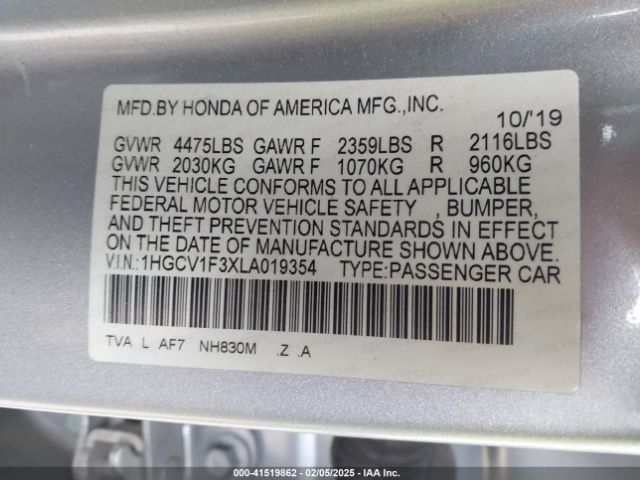 MFD.BY HONDA OF AMERICA MFG.,INC.
10/'19
GVWR 4475LBS GAWR F 2359LBS R 2116LBS
GVWR 2030KG GAWR F 1070KG R 960KG
THIS VEHICLE CONFORMS TO ALL APPLICABLE
FEDERAL MOTOR VEHICLE SAFETY , BUMPER,
AND THEFT PREVENTION STANDARDS IN EFFECT
ON THE DATE OF MANUFACTURE SHOWN ABOVE.
V.I.N.:1HGCV1F3XLA019354 TYPE:PASSENGER CAR
TVA L AF7 NH830M .Z .A
000-41519862 - 02/05/2025 - IAA Inc.